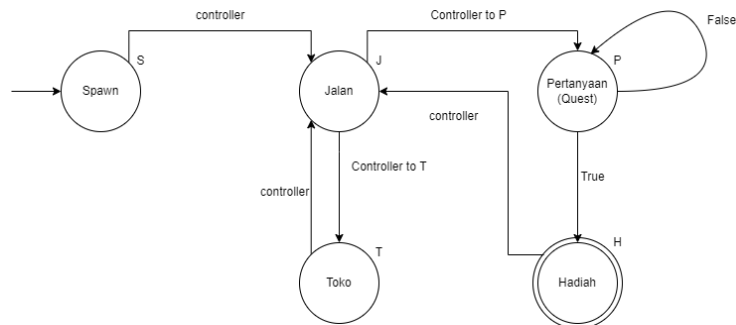 controller
Controller to P
False
S
J
P
Spawn
Jalan
Pertanyaan
(Quest)
controller
Controller to T
controller
True
T
H
Toko
Hadiah